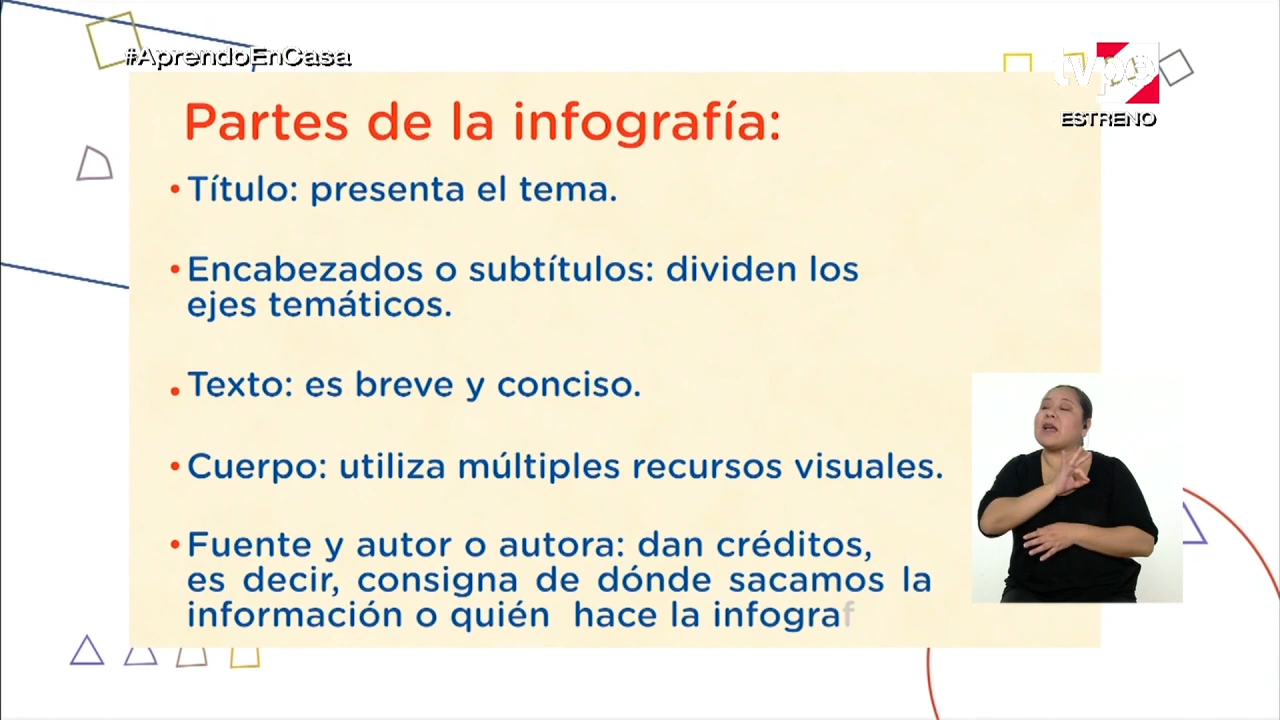 #AprendoEnCasa
tvpe
ESTRENO
Partes de la infografía:
• Título: presenta el tema.
• Encabezados o subtítulos: dividen los
ejes temáticos.
• Texto: es breve y conciso.
• Cuerpo: utiliza múltiples recursos visuales.
• Fuente y autor o autora: dan créditos,
es decir, consigna de dónde sacamos la
información o quién hace la infograf